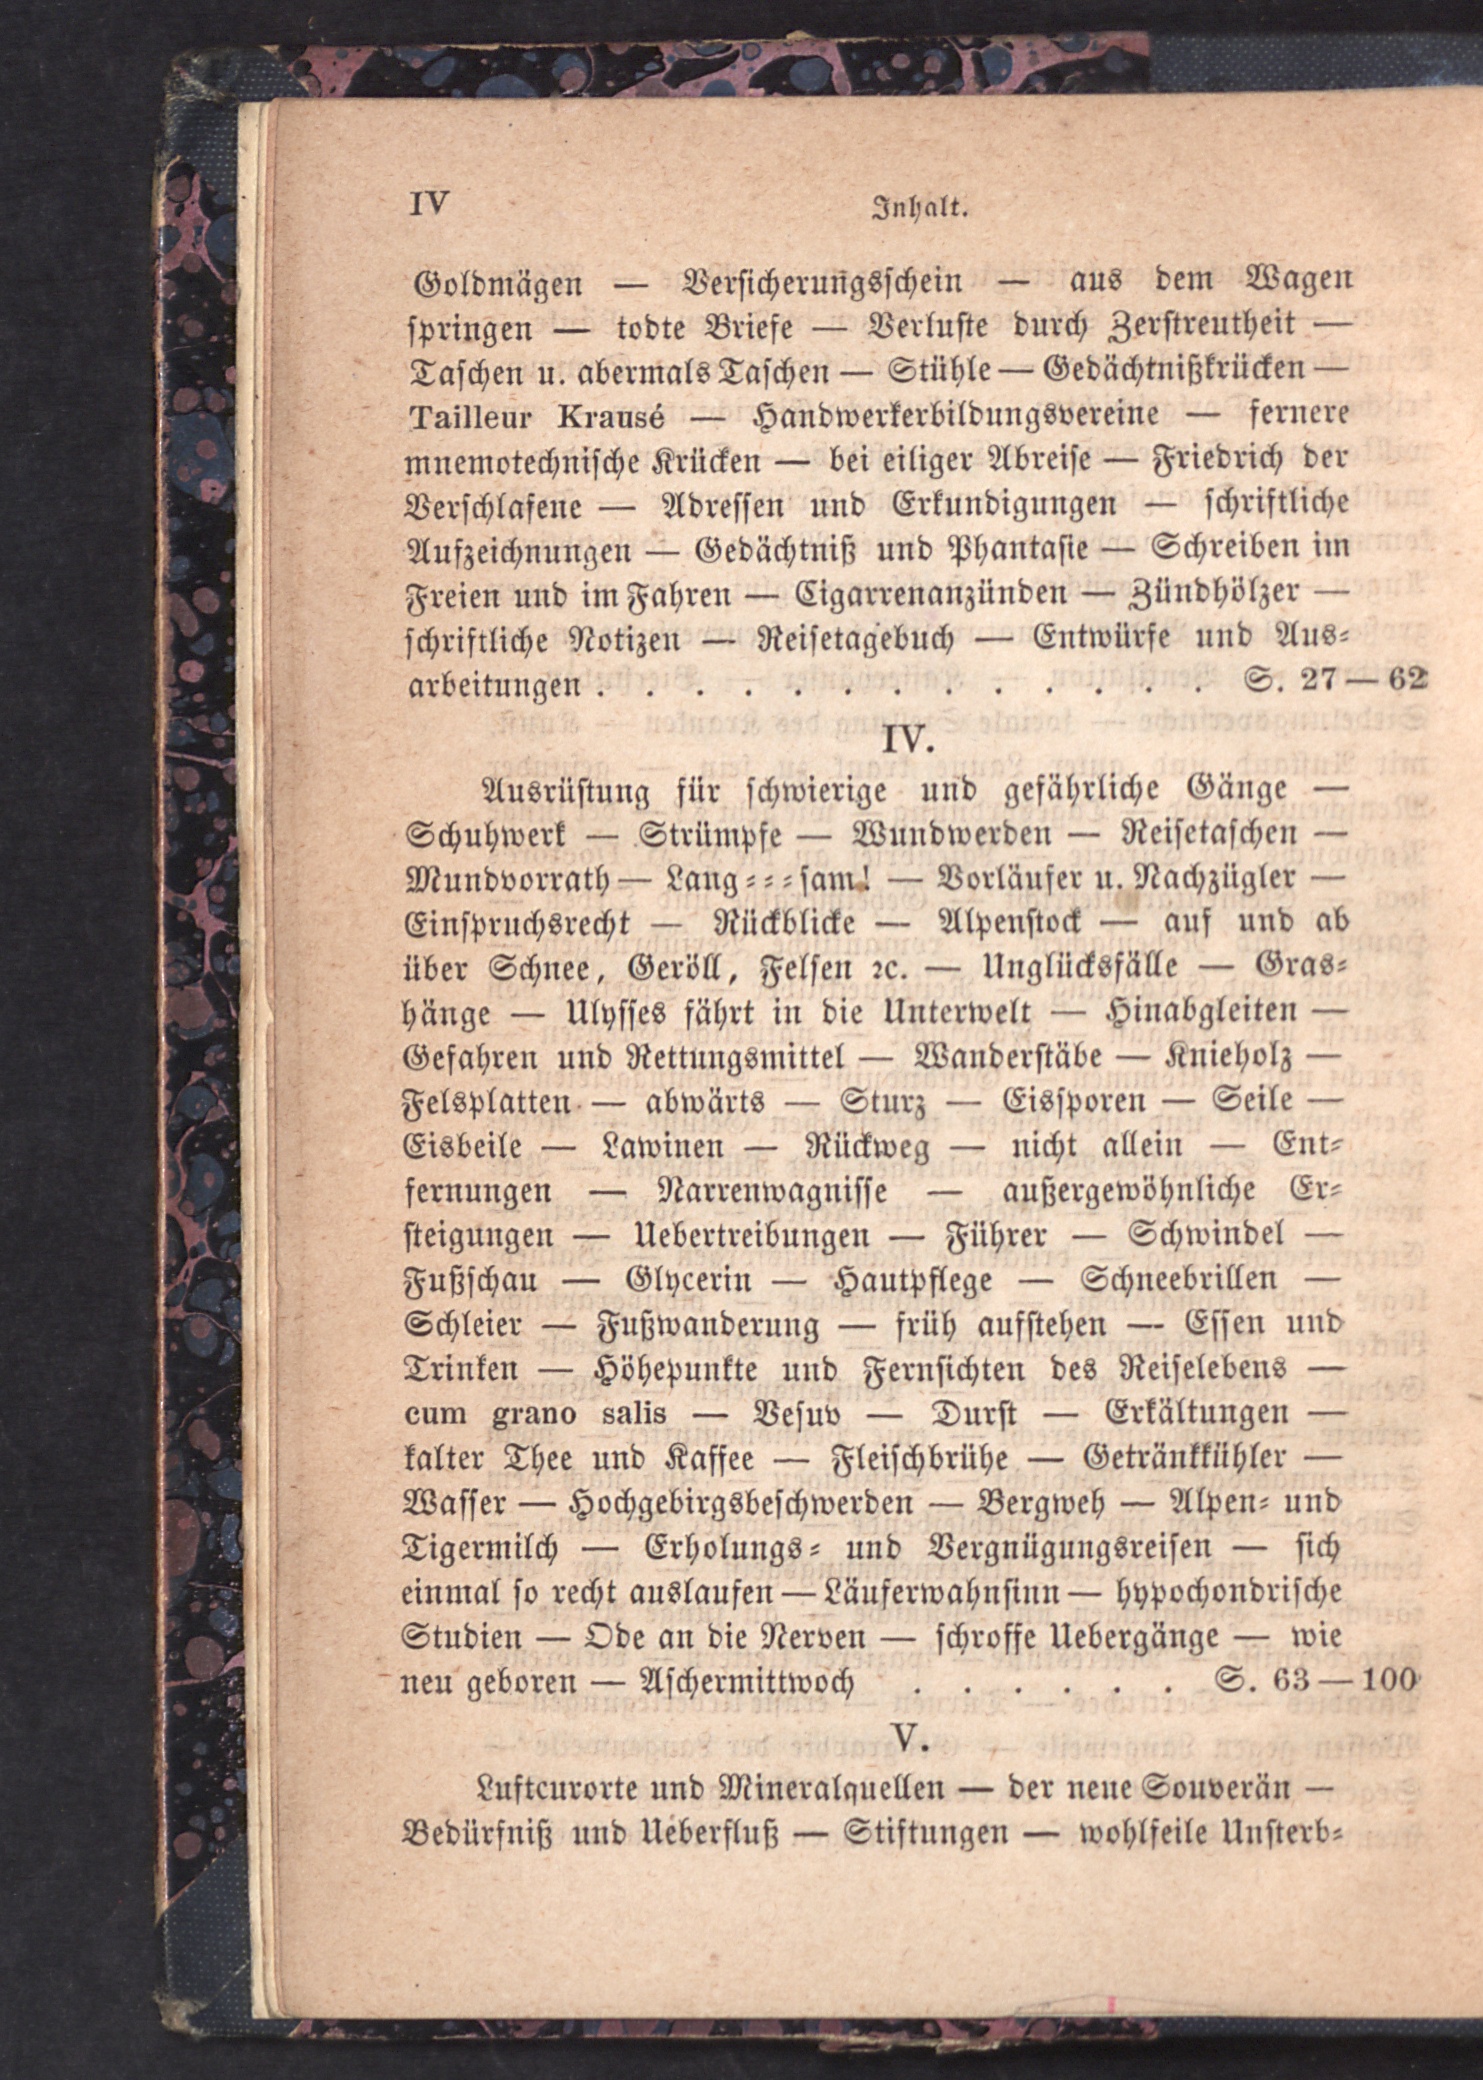 IV
Inhalt.
Goldmägen — Versicherungsschein — aus dem Wagen
springen — todte Briefe — Verluste durch Zerstreutheit —
Taschen u. abermals Taschen — Stühle — Gedächtnißkrücken —
Tailleur Krausé — Handwerkerbildungsvereine — fernere
mnemotechnische Krücken — bei eiliger Abreise — Friedrich der
Verschlafene — Adressen und Erkundigungen — schriftliche
Aufzeichnungen — Gedächtniß und Phantasie — Schreiben im
Freien und im Fahren — Cigarrenanzünden — Zündhölzer —
schriftliche Notizen — Reisetagebuch — Entwürfe und Aus-
arbeitungen . . . . . . . . . . . . . S. 27—62
IV.
Ausrüstung für schwierige und gefährliche Gänge —
Schuhwerk — Strümpfe — Wundwerden — Reisetaschen —
Mundvorrath — Lang---sam! — Vorläufer u. Nachzügler —
Einspruchsrecht — Rückblicke — Alpenstock — auf und ab
über Schnee, Geröll, Felsen ꝛc. — Unglücksfälle — Gras-
hänge — Ulysses fährt in die Unterwelt — Hinabgleiten —
Gefahren und Rettungsmittel — Wanderstäbe — Knieholz —
Felsplatten — abwärts — Sturz — Eissporen — Seile —
Eisbeile — Lawinen — Rückweg — nicht allein — Ent-
fernungen — Narrenwagnisse — außergewöhnliche Er-
steigungen — Uebertreibungen — Führer — Schwindel —
Fußschau — Glycerin — Hautpflege — Schneebrillen —
Schleier — Fußwanderung — früh aufstehen — Essen und
Trinken — Höhepunkte und Fernsichten des Reiselebens —
cum grano salis — Vesuv — Durst — Erkältungen —
kalter Thee und Kaffee — Fleischbrühe — Getränkkühler —
Wasser — Hochgebirgsbeschwerden — Bergweh — Alpen- und
Tigermilch — Erholungs- und Vergnügungsreisen — sich
einmal so recht auslaufen — Läuferwahnsinn — hypochondrische
Studien — Ode an die Nerven — schroffe Uebergänge — wie
neu geboren — Aschermittwoch . . . . . . S. 63—100
V.
Luftcurorte und Mineralquellen — der neue Souverän —
Bedürfniß und Ueberfluß — Stiftungen — wohlfeile Unsterb-